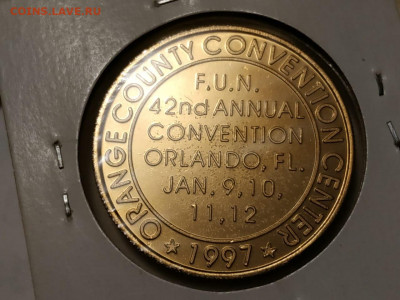 COINS.LAVE.RU
ORANGE COUNTY CONVENTION CENTER
F.U.N.
42nd ANNUAL
CONVENTION
ORLANDO, FL.
JAN. 9, 10,
11, 12
★ 1997 ★